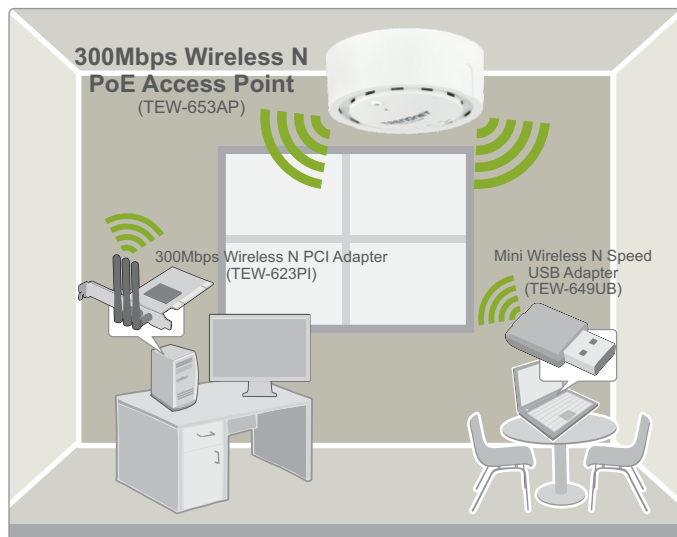 300Mbps Wireless N
PoE Access Point
(TEW-653AP)
TRENDNET
300Mbps Wireless N PCI Adapter
(TEW-623PI)
Mini Wireless N Speed
USB Adapter
(TEW-649UB)